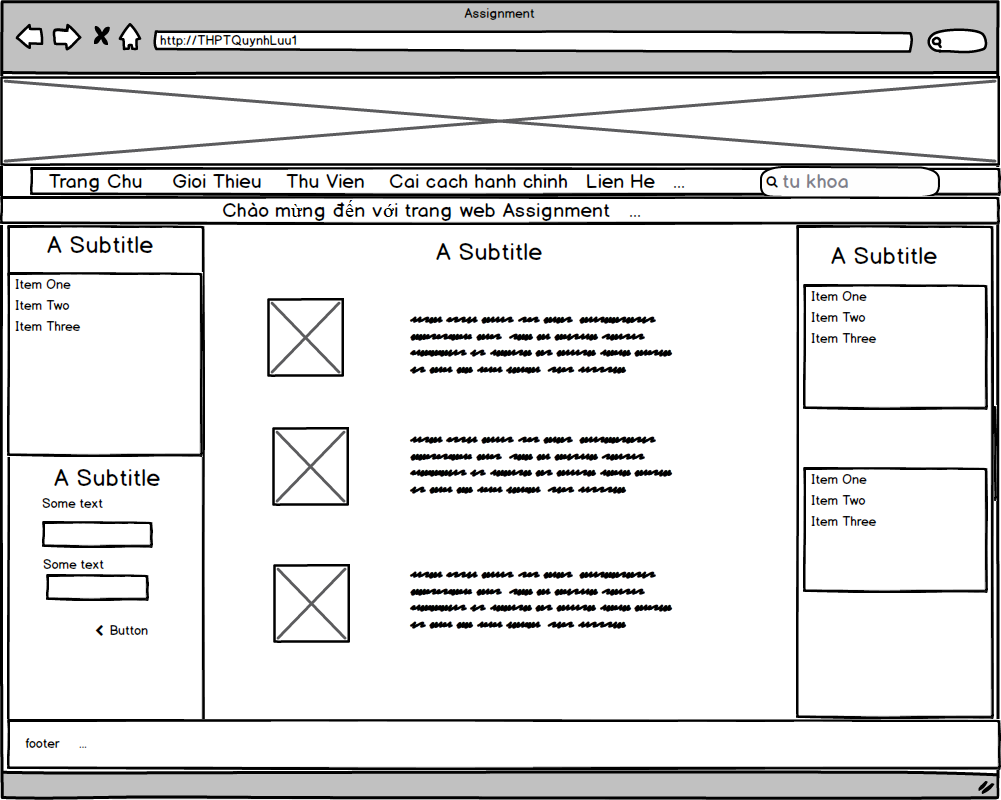 Assignment
http://THPTQuynhLuu1
Trang Chu Gioi Thieu Thu Vien Cai cach hanh chinh Lien He ...
tu khoa
Chào mừng đến với trang web Assignment ...
A Subtitle
Item One
Item Two
Item Three
A Subtitle
Some text
Some text
Button
A Subtitle
A Subtitle
Item One
Item Two
Item Three
Item One
Item Two
Item Three
footer ...